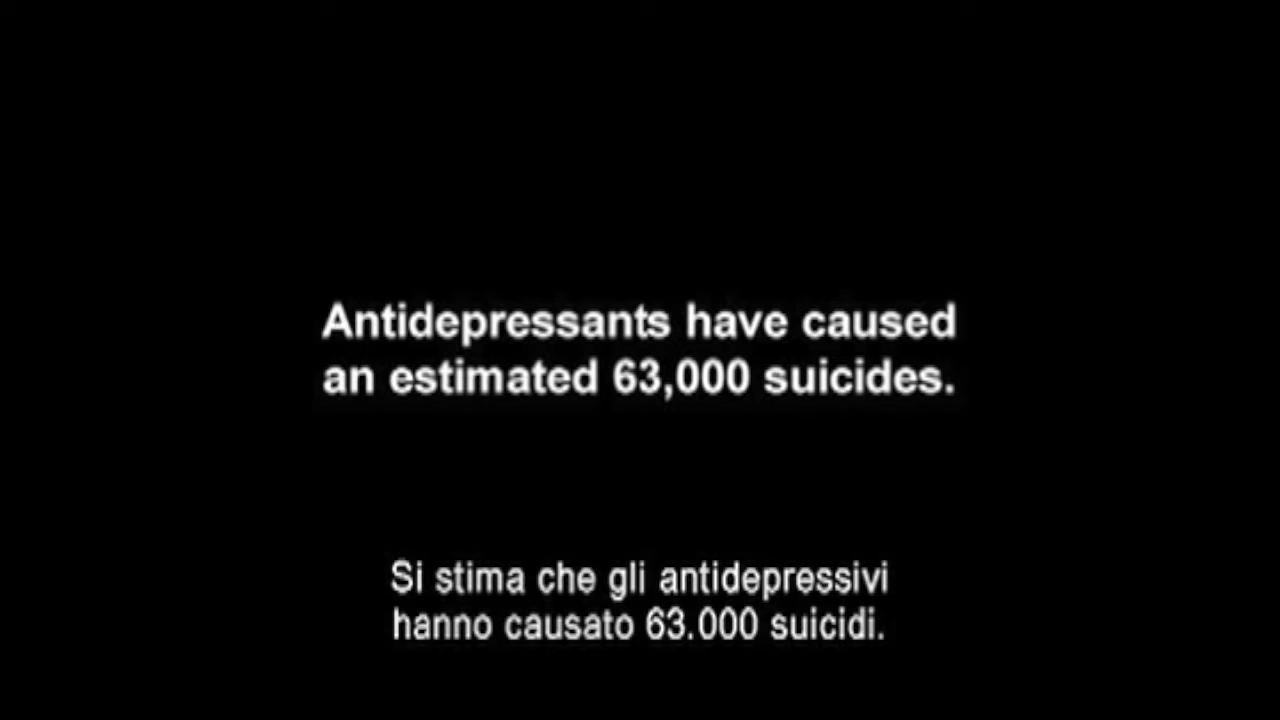 Antidepressants have caused
an estimated 63,000 suicides.
Si stima che gli antidepressivi
hanno causato 63.000 suicidi.